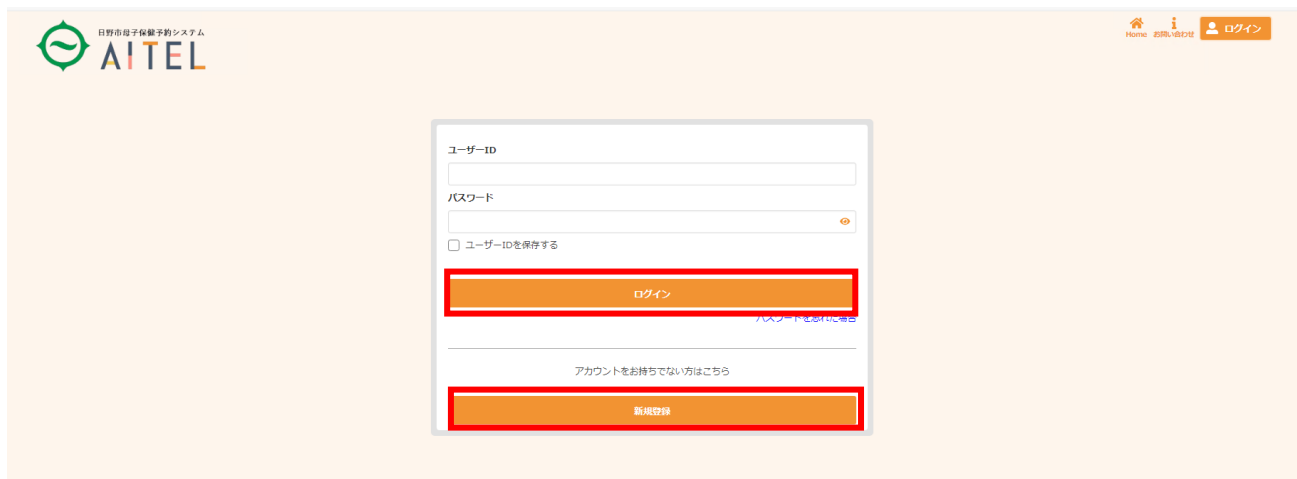 日野市母子保健予約システム
AITEL
Home お問い合わせ ログイン
ユーザーID
パスワード
ユーザーIDを保存する
ログイン
パスワードを忘れた場合
アカウントをお持ちでない方はこちら
新規登録